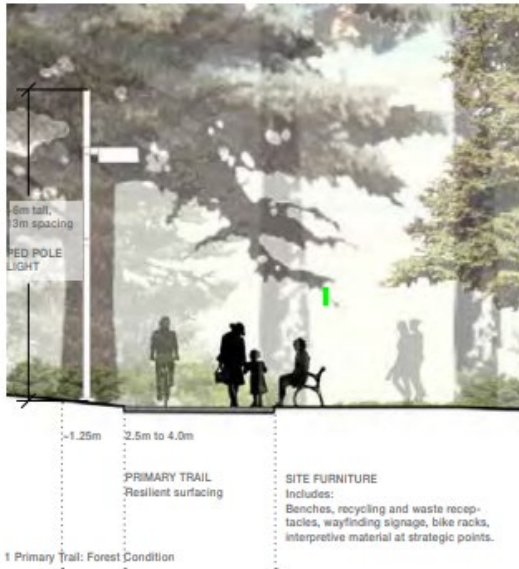 ~6m tall,
13m spacing
PED POLE
LIGHT
~1.25m
2.5m to 4.0m
PRIMARY TRAIL
Resilient surfacing
SITE FURNITURE
Includes:
Benches, recycling and waste recep-
tacles, wayfinding signage, bike racks,
interpretive material at strategic points.
1 Primary Trail: Forest Condition